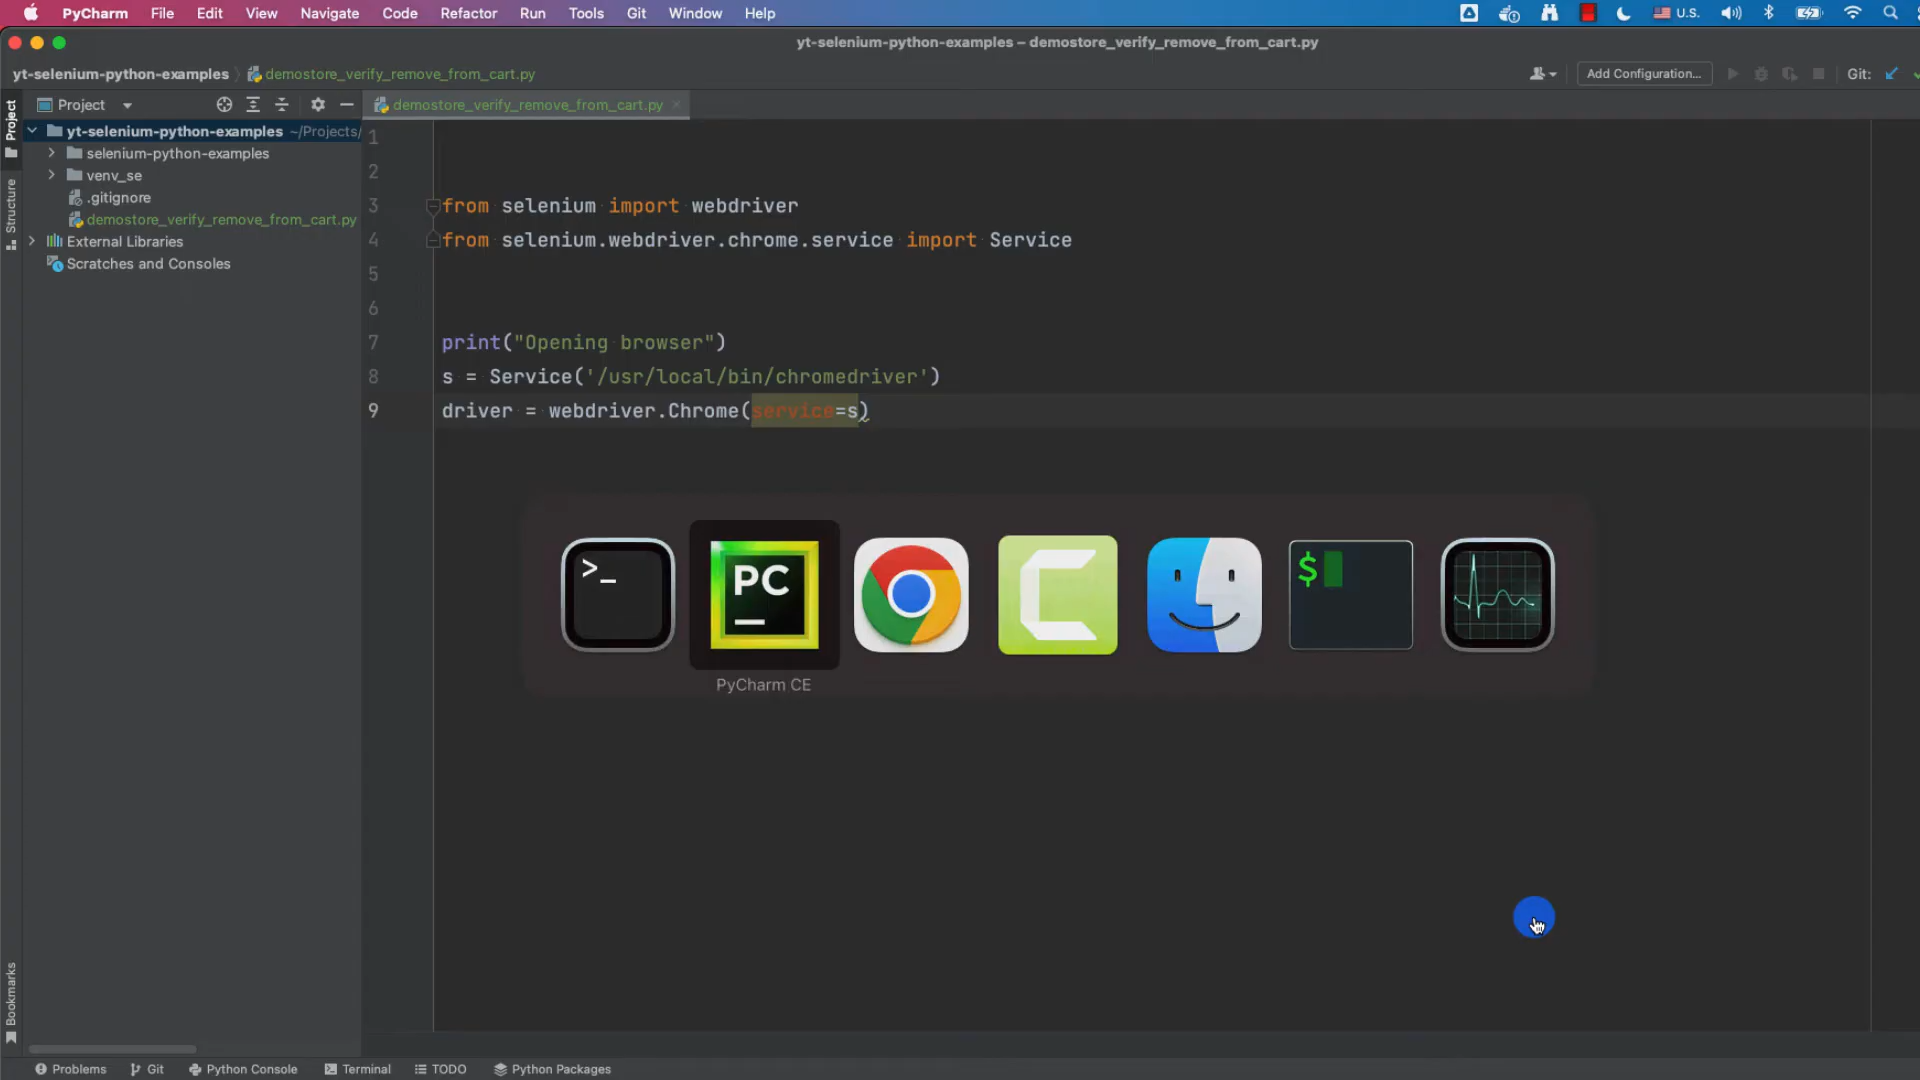 PyCharm File Edit View Navigate Code Refactor Run Tools Git Window Help U.S.
yt-selenium-python-examples – demostore_verify_remove_from_cart.py
yt-selenium-python-examples demostore_verify_remove_from_cart.py Add Configuration... Git:
Project demostore_verify_remove_from_cart.py
Project
Structure
Bookmarks
yt-selenium-python-examples ~/Projects/
selenium-python-examples
venv_se
.gitignore
demostore_verify_remove_from_cart.py
External Libraries
Scratches and Consoles
1
2
3 from selenium import webdriver
4 from selenium.webdriver.chrome.service import Service
5
6
7 print("Opening browser")
8 s = Service('/usr/local/bin/chromedriver')
9 driver = webdriver.Chrome(service=s)
>_ PC $
PyCharm CE
Problems Git Python Console Terminal TODO Python Packages